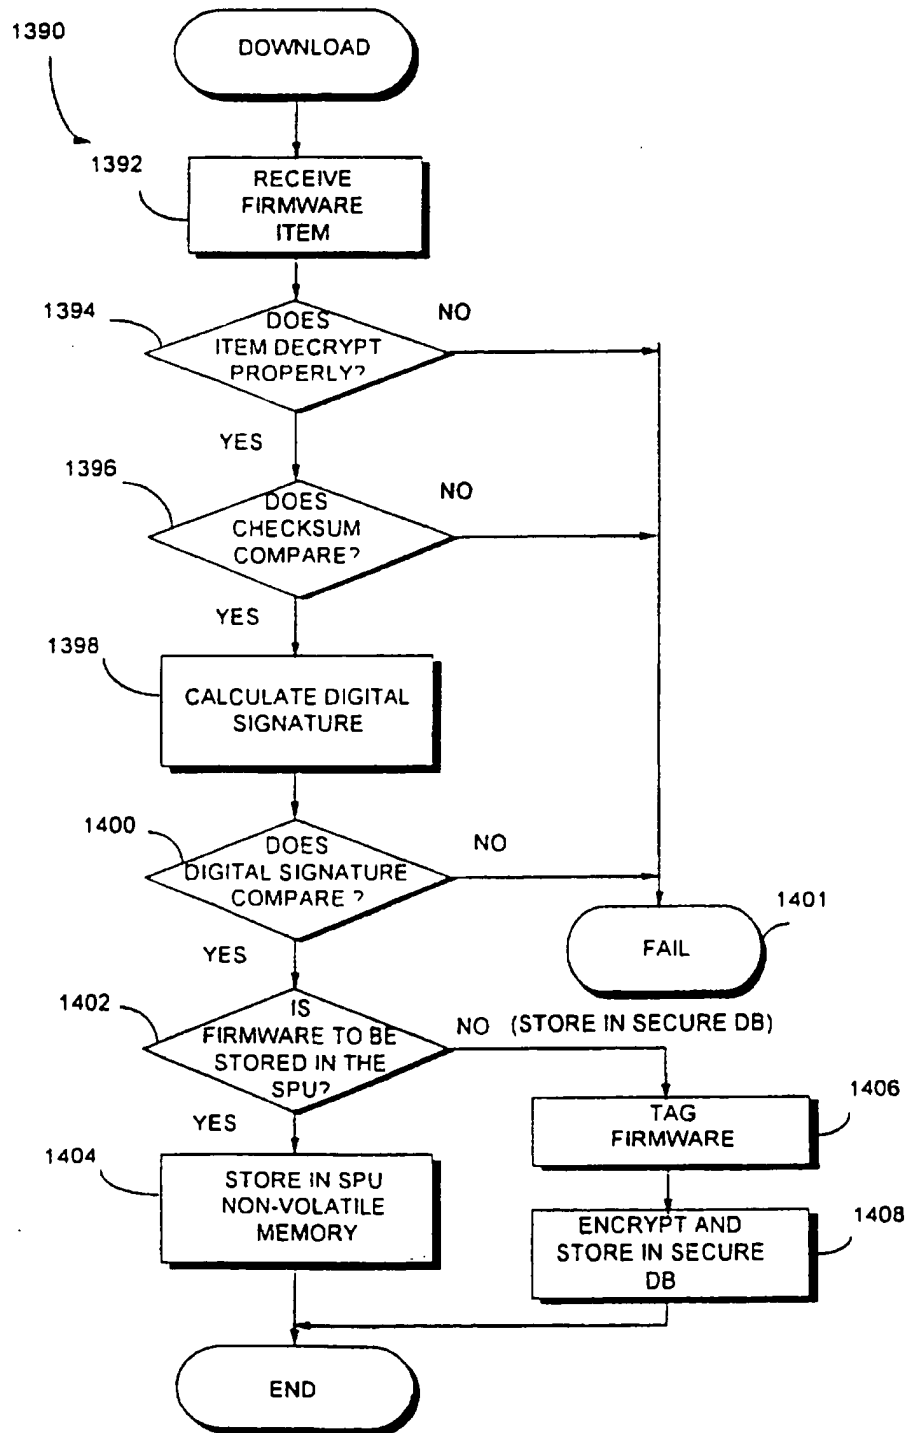 1390
DOWNLOAD
1392
RECEIVE
FIRMWARE
ITEM
1394
DOES
ITEM DECRYPT
PROPERLY?
NO
YES
1396
DOES
CHECKSUM
COMPARE?
NO
YES
1398
CALCULATE DIGITAL
SIGNATURE
1400
DOES
DIGITAL SIGNATURE
COMPARE ?
NO
1401
FAIL
YES
1402
IS
FIRMWARE TO BE
STORED IN THE
SPU?
NO (STORE IN SECURE DB)
YES
1406
TAG
FIRMWARE
1404
STORE IN SPU
NON-VOLATILE
MEMORY
1408
ENCRYPT AND
STORE IN SECURE
DB
END